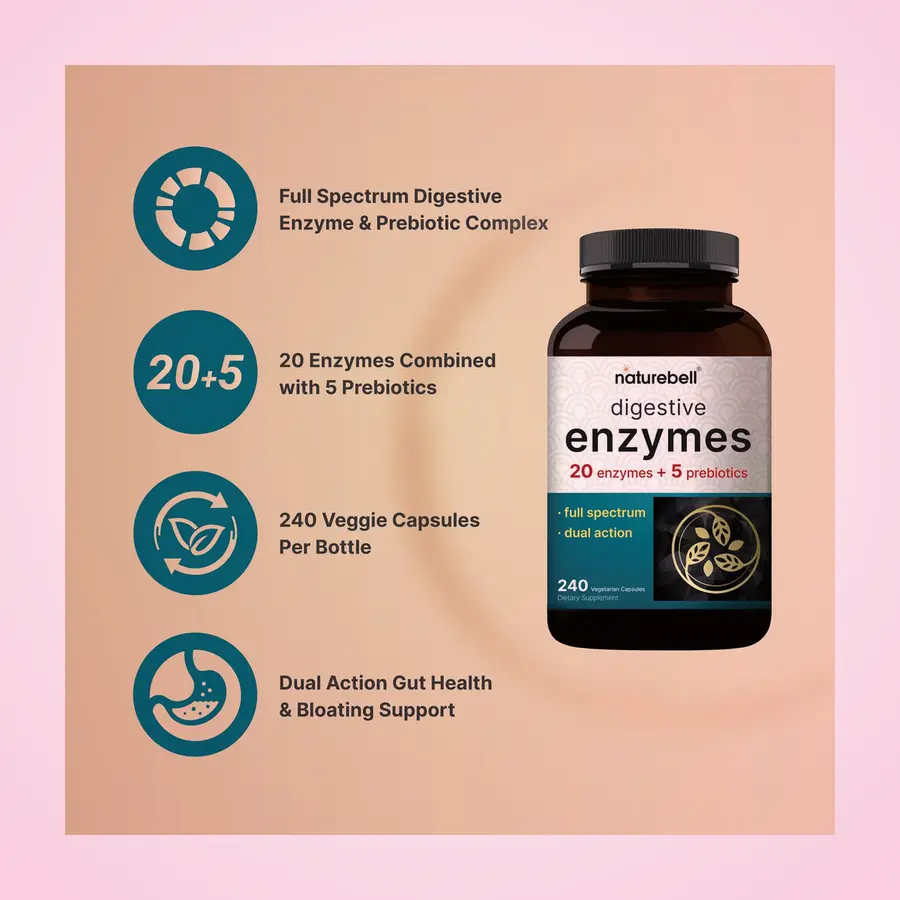 Full Spectrum Digestive
Enzyme & Prebiotic Complex
20+5
20 Enzymes Combined
with 5 Prebiotics
240 Veggie Capsules
Per Bottle
Dual Action Gut Health
& Bloating Support
naturebell®
digestive
enzymes
20 enzymes + 5 prebiotics
· full spectrum
· dual action
240 Vegetarian Capsules
Dietary Supplement